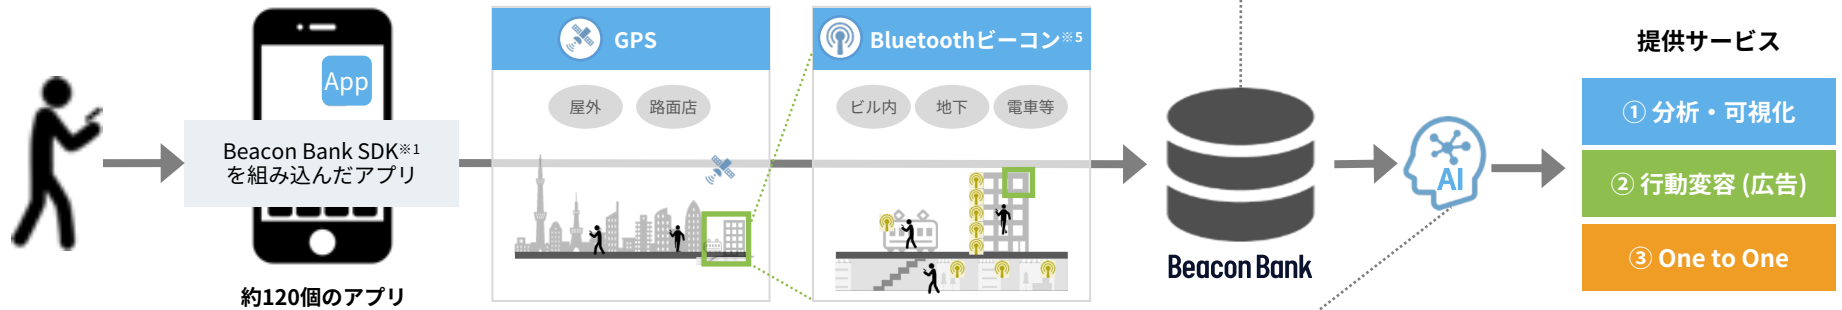 App
Beacon Bank SDK※1
を組み込んだアプリ
約120個のアプリ
GPS
屋外
路面店
Bluetoothビーコン※5
ビル内
地下
電車等
Beacon Bank
AI
提供サービス
① 分析・可視化
② 行動変容 (広告)
③ One to One